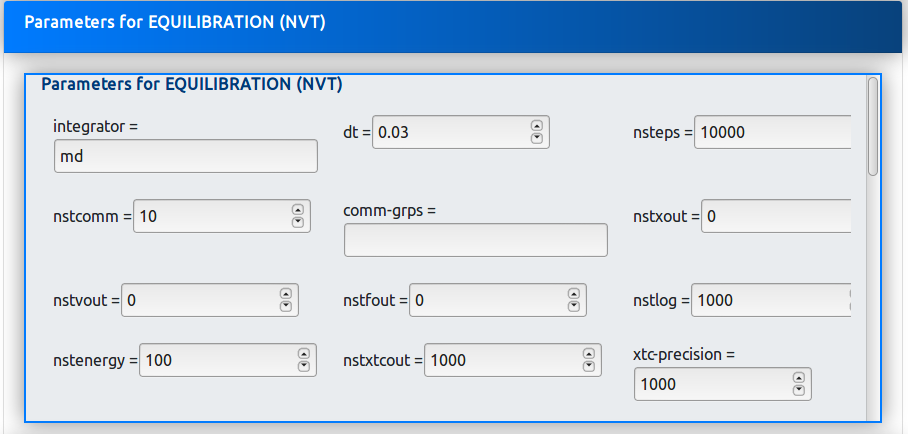 Parameters for EQUILIBRATION (NVT)
Parameters for EQUILIBRATION (NVT)
integrator =
md
dt = 0.03
nsteps = 10000
nstcomm = 10
comm-grps =
nstxout = 0
nstvout = 0
nstfout = 0
nstlog = 1000
nstenergy = 100
nstxtcout = 1000
xtc-precision =
1000